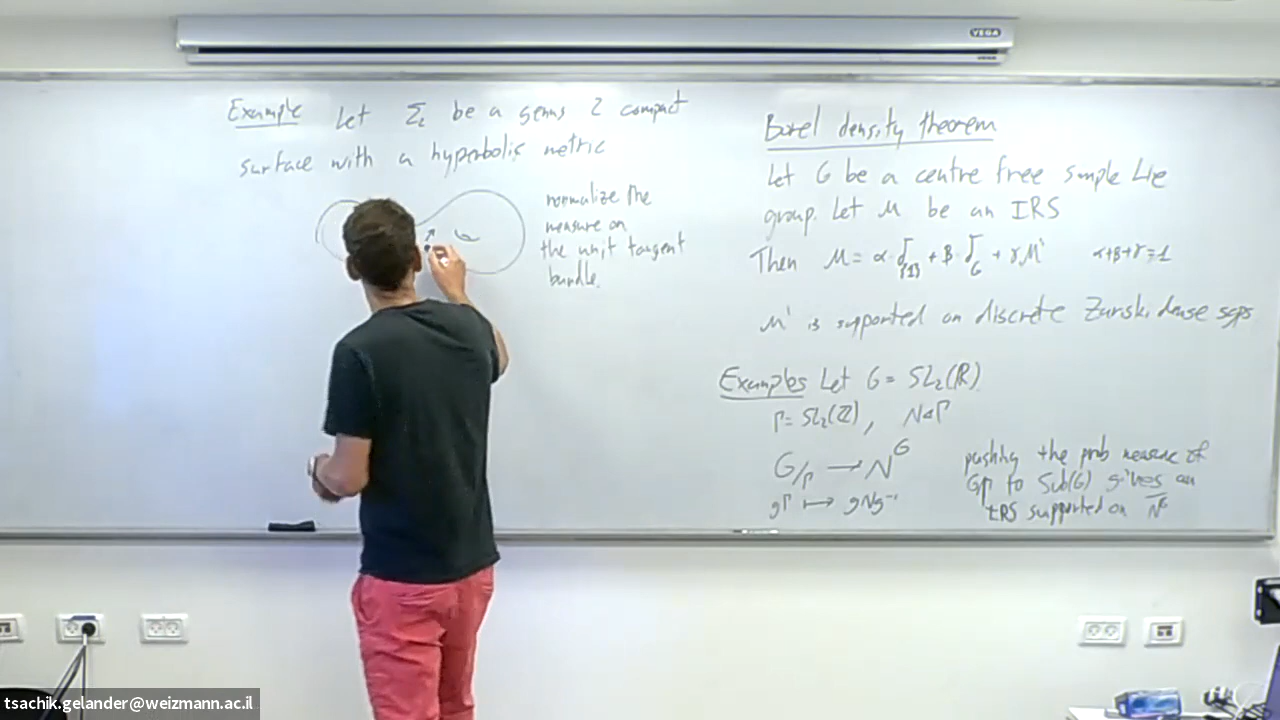 VEGA
Example Let Σ₂ be a genus 2 compact
surface with a hyperbolic metric
normalize the
measure on
the unit tangent
bundle.
Borel density theorem
Let G be a centre free simple Lie
group. Let μ be an IRS
Then μ = α·δ_{1} + β·δ_G + γ·μ' α+β+γ=1
μ' is supported on discrete Zariski dense sgps
Examples Let G = SL₂(ℝ)
Γ = SL₂(ℤ), N◁Γ
G/Γ → N^G
gΓ ↦ gNg⁻¹
pushing the prob measure of
G/Γ to Sub(G) gives an
IRS supported on N̄^G
tsachik.gelander@weizmann.ac.il